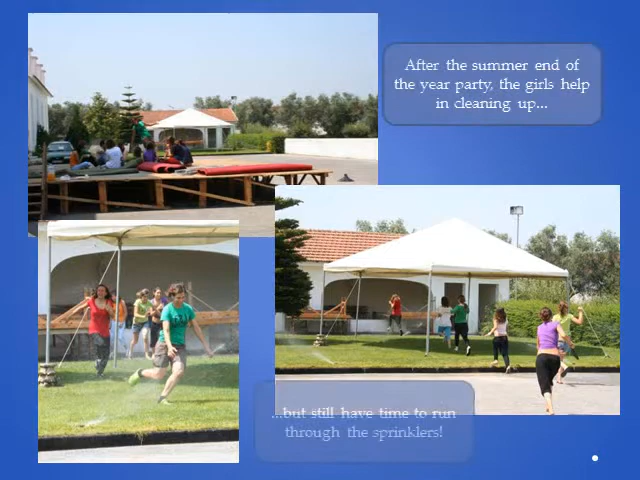 After the summer end of
the year party, the girls help
in cleaning up...
...but still have time to run
through the sprinklers!